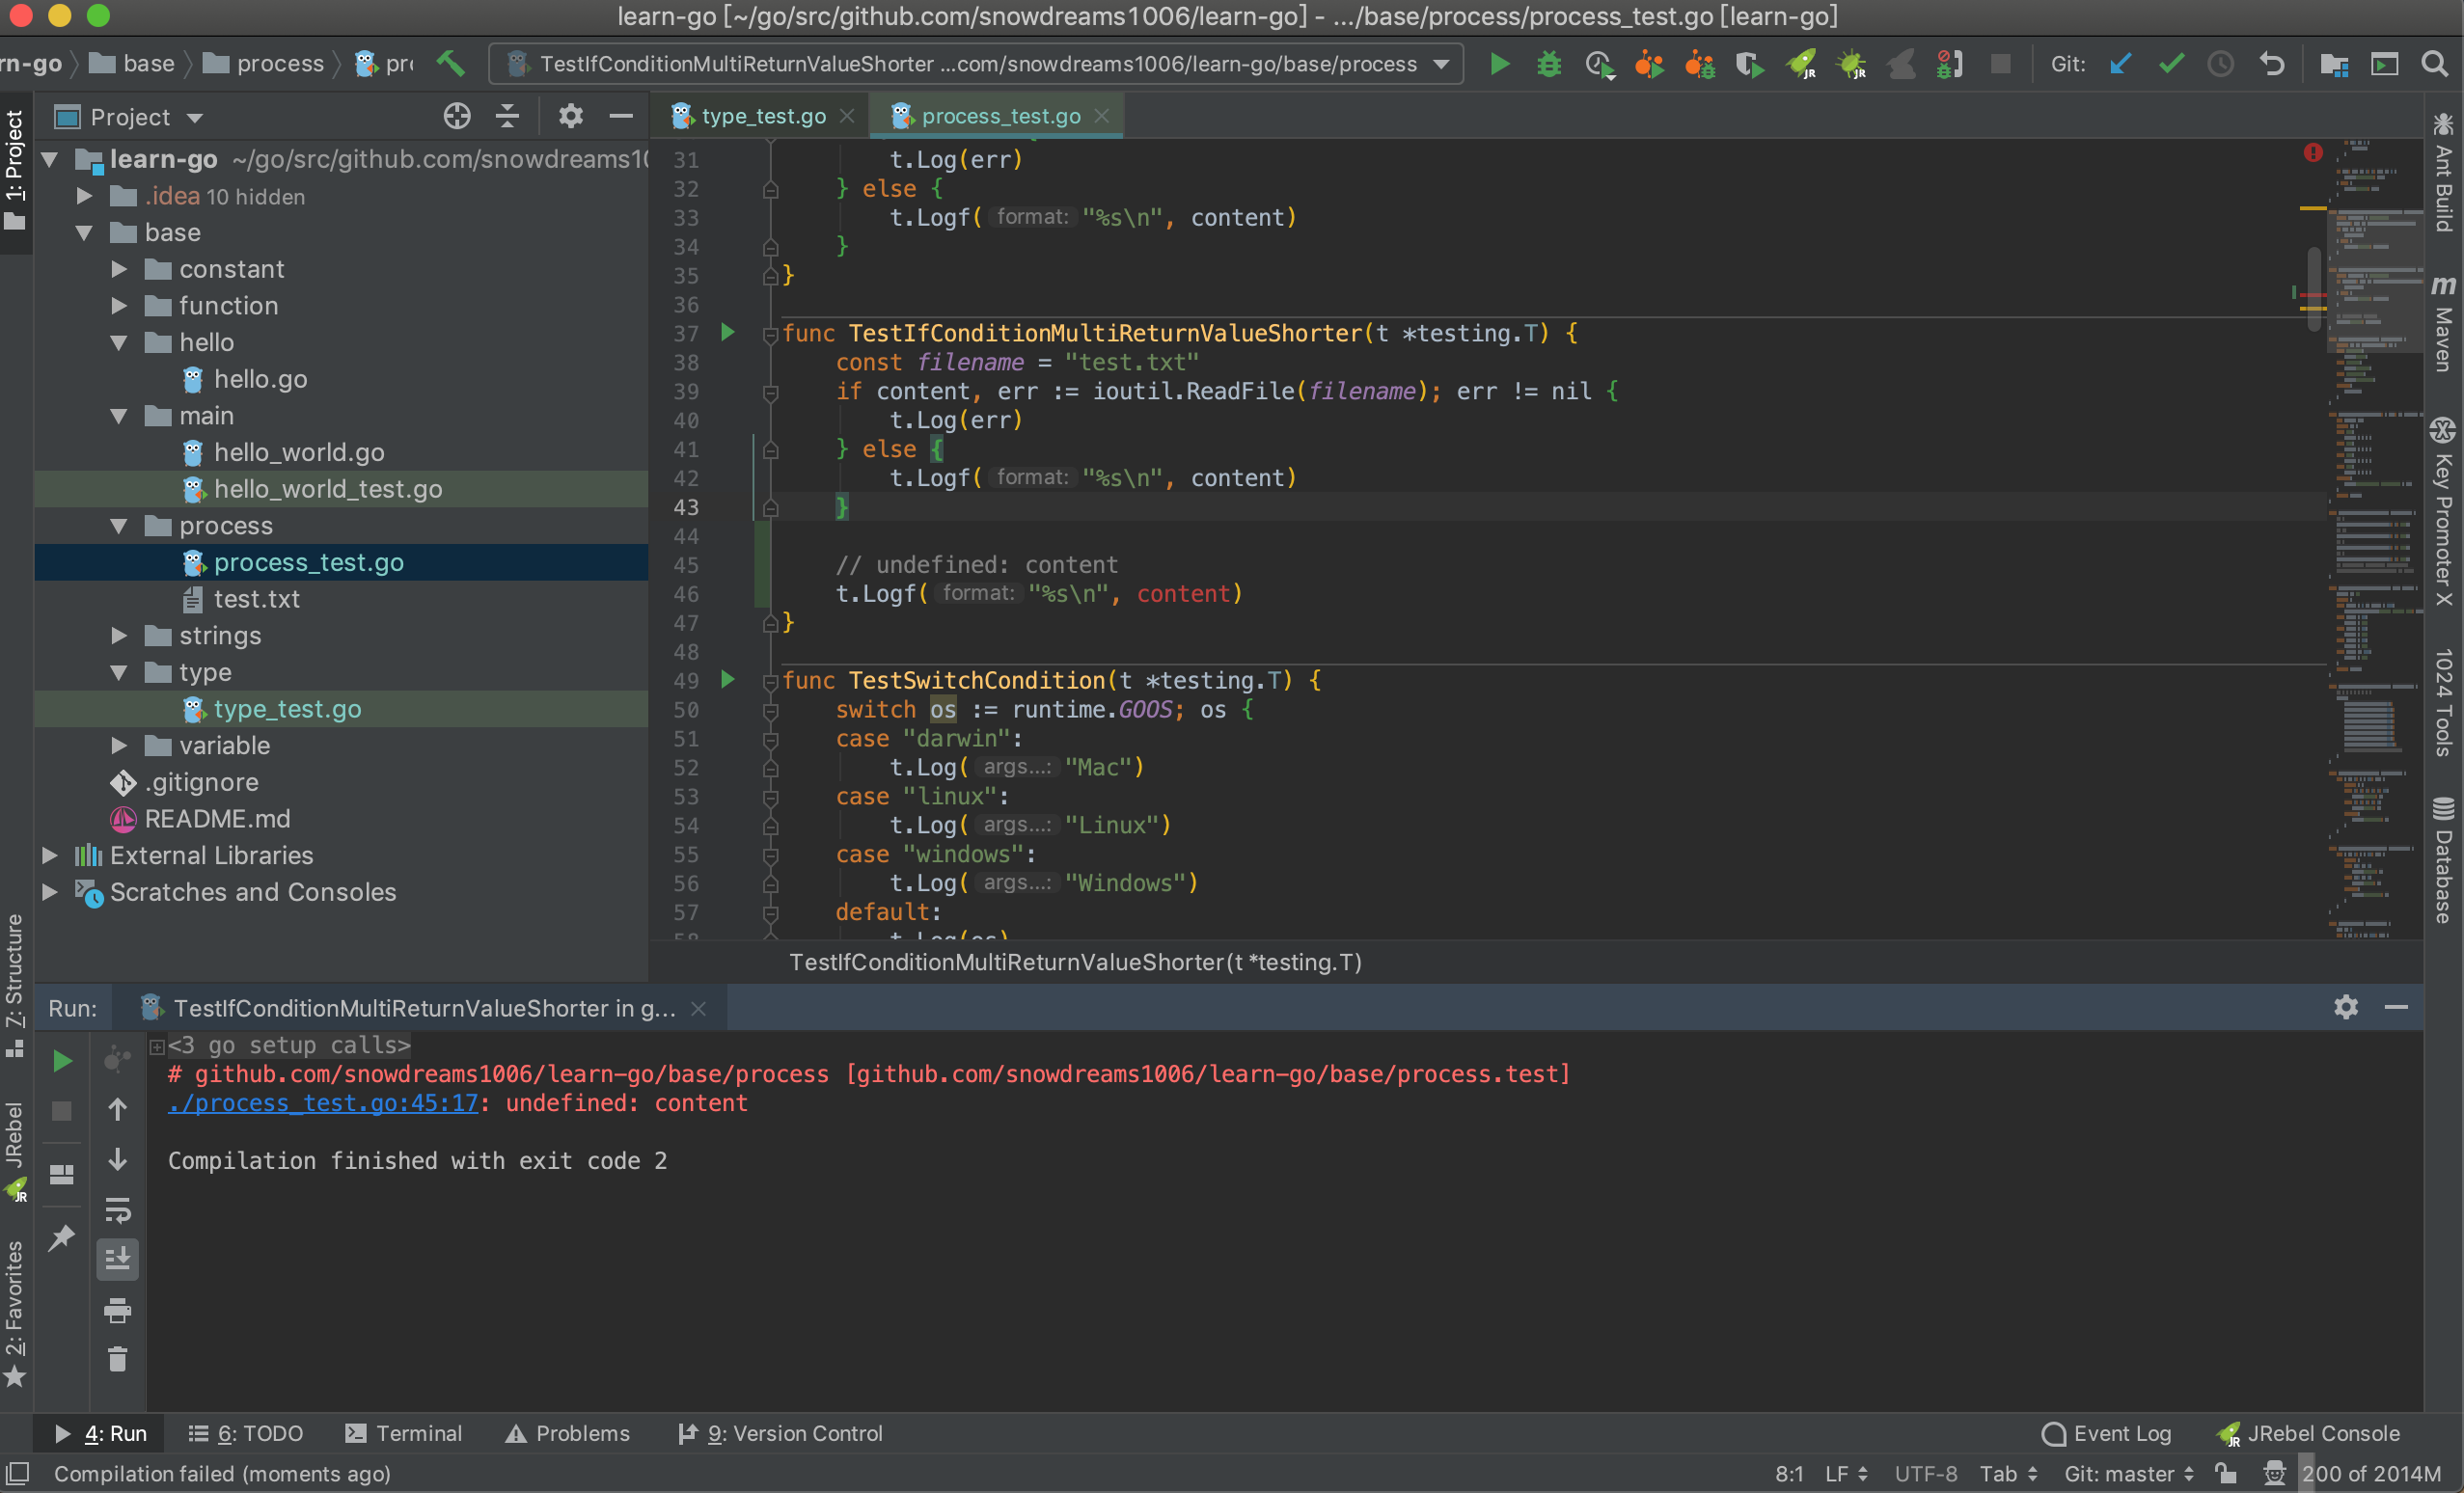 learn-go [~/go/src/github.com/snowdreams1006/learn-go] - .../base/process/process_test.go [learn-go]
rn-go base process pro TestIfConditionMultiReturnValueShorter ...com/snowdreams1006/learn-go/base/process Git:
1: Project
7: Structure
JRebel
2: Favorites
Project
learn-go ~/go/src/github.com/snowdreams10
.idea 10 hidden
base
constant
function
hello
hello.go
main
hello_world.go
hello_world_test.go
process
process_test.go
test.txt
strings
type
type_test.go
variable
.gitignore
README.md
External Libraries
Scratches and Consoles
type_test.go process_test.go
31 t.Log(err)
32 } else {
33 t.Logf( format: "%s\n", content)
34 }
35 }
36
37 func TestIfConditionMultiReturnValueShorter(t *testing.T) {
38 const filename = "test.txt"
39 if content, err := ioutil.ReadFile(filename); err != nil {
40 t.Log(err)
41 } else {
42 t.Logf( format: "%s\n", content)
43 }
44
45 // undefined: content
46 t.Logf( format: "%s\n", content)
47 }
48
49 func TestSwitchCondition(t *testing.T) {
50 switch os := runtime.GOOS; os {
51 case "darwin":
52 t.Log( args...: "Mac")
53 case "linux":
54 t.Log( args...: "Linux")
55 case "windows":
56 t.Log( args...: "Windows")
57 default:
58 t.Log(os)
TestIfConditionMultiReturnValueShorter(t *testing.T)
Ant Build
Maven
Key Promoter X
1024 Tools
Database
Run: TestIfConditionMultiReturnValueShorter in g...
<3 go setup calls>
# github.com/snowdreams1006/learn-go/base/process [github.com/snowdreams1006/learn-go/base/process.test]
./process_test.go:45:17: undefined: content
Compilation finished with exit code 2
4: Run 6: TODO Terminal Problems 9: Version Control Event Log JRebel Console
Compilation failed (moments ago) 8:1 LF UTF-8 Tab Git: master 200 of 2014M